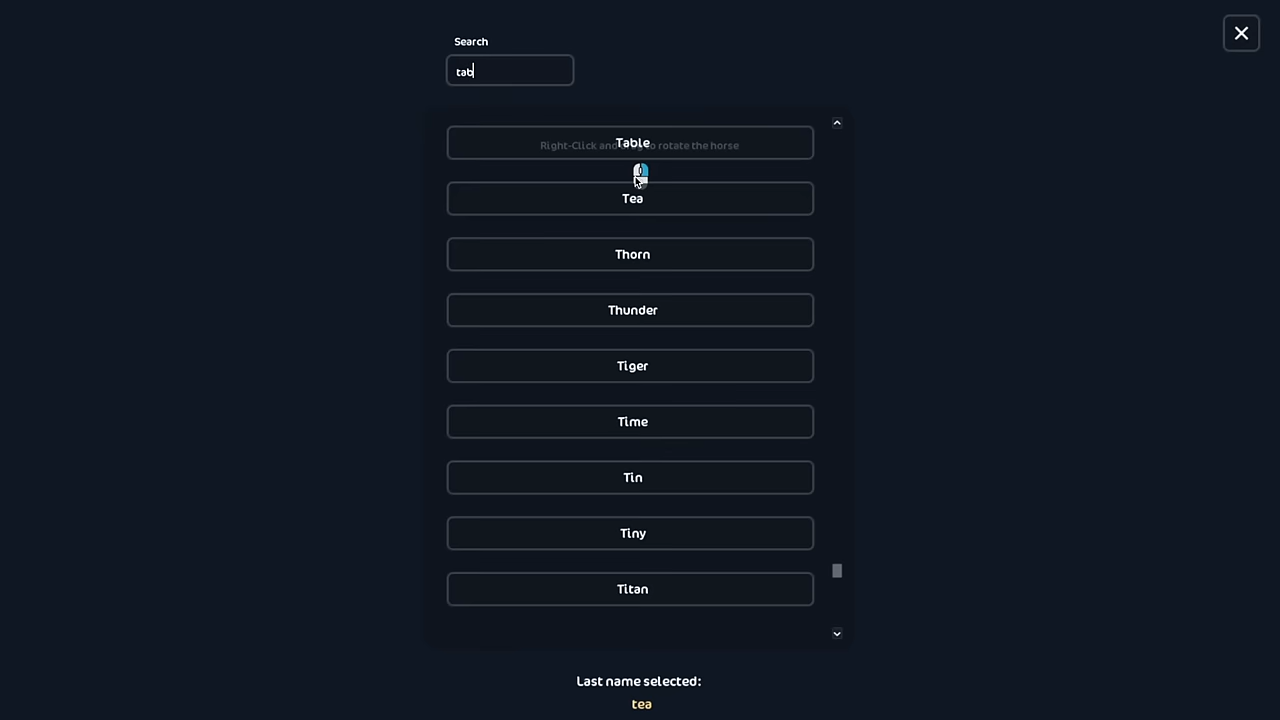 Search
tab
Table
Right-Click and drag to rotate the horse
Tea
Thorn
Thunder
Tiger
Time
Tin
Tiny
Titan
Last name selected:
tea